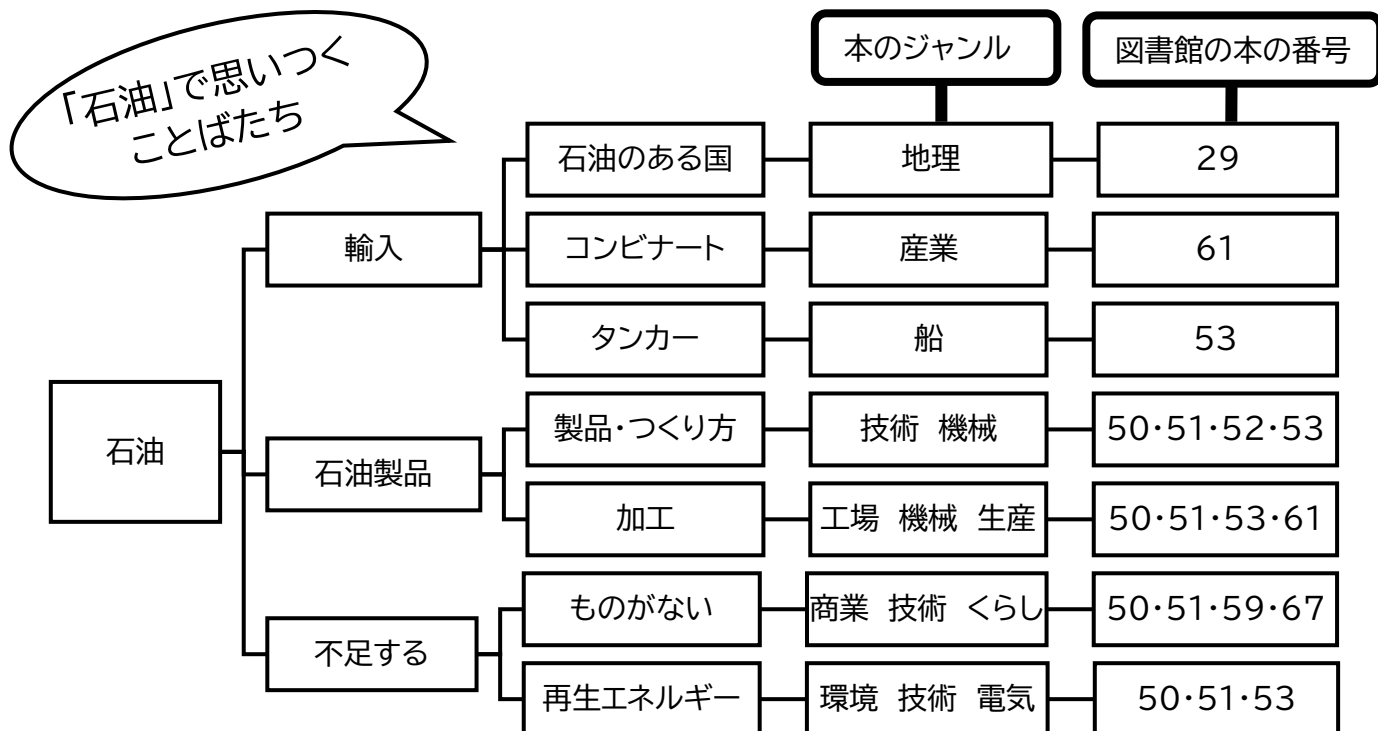 「石油」で思いつく
ことばたち
本のジャンル
図書館の本の番号
石油のある国
地理
29
輸入
コンビナート
産業
61
タンカー
船
53
石油
石油製品
製品・つくり方
技術 機械
50・51・52・53
加工
工場 機械 生産
50・51・53・61
不足する
ものがない
商業 技術 くらし
50・51・59・67
再生エネルギー
環境 技術 電気
50・51・53